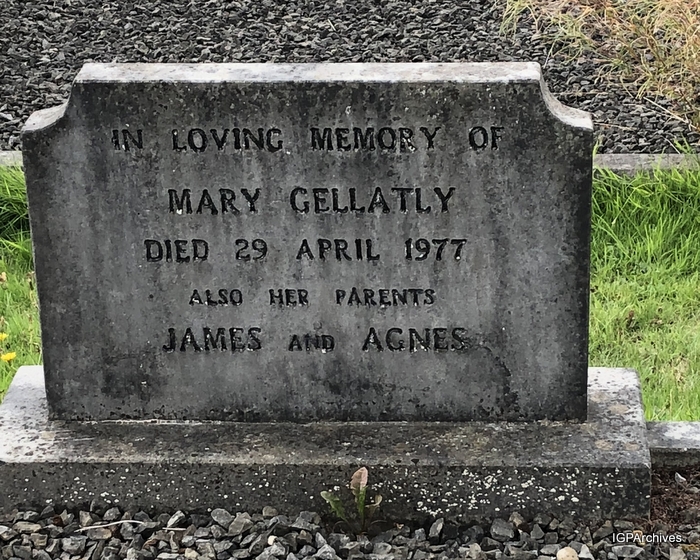 IN LOVING MEMORY OF
MARY GELLATLY
DIED 29 APRIL 1977
ALSO HER PARENTS
JAMES AND AGNES
IGPArchives